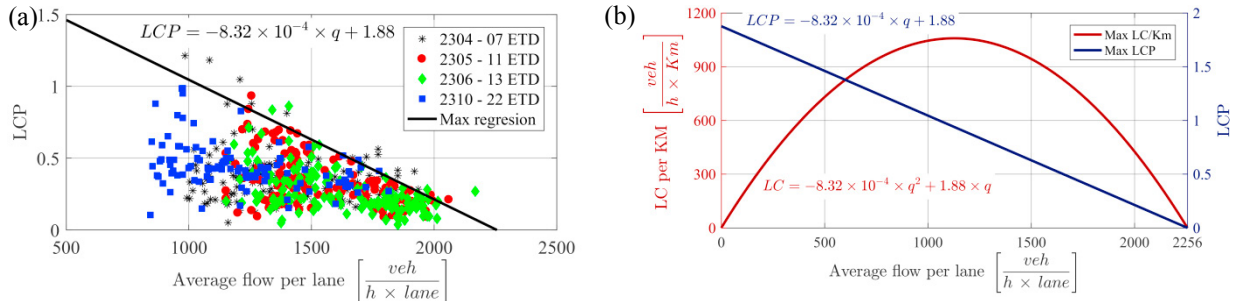 (a)
1.5
1
0.5
0
LCP
LCP = −8.32 × 10⁻⁴ × q + 1.88
2304 - 07 ETD
2305 - 11 ETD
2306 - 13 ETD
2310 - 22 ETD
Max regresion
500 1000 1500 2000 2500
Average flow per lane [veh / h × lane]
(b)
1200
900
600
300
0
LC per KM [veh / h × Km]
LCP = −8.32 × 10⁻⁴ × q + 1.88
Max LC/Km
Max LCP
LC = −8.32 × 10⁻⁴ × q² + 1.88 × q
2
1.5
1
0.5
0
LCP
0 500 1000 1500 2000 2256
Average flow per lane [veh / h × lane]